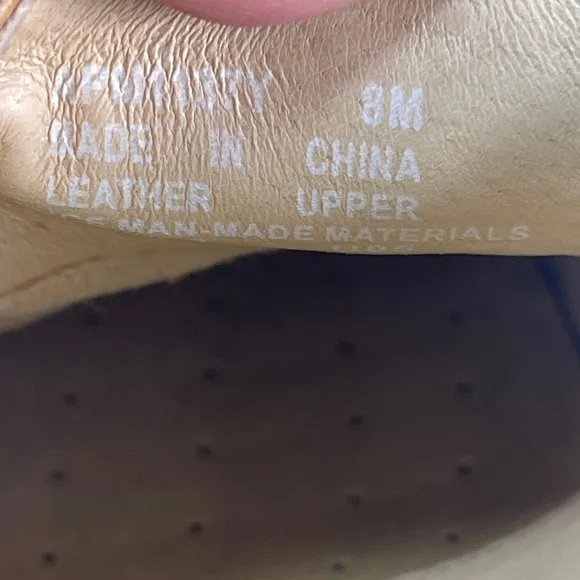 8M
MADE IN CHINA
LEATHER UPPER
MAN-MADE MATERIALS